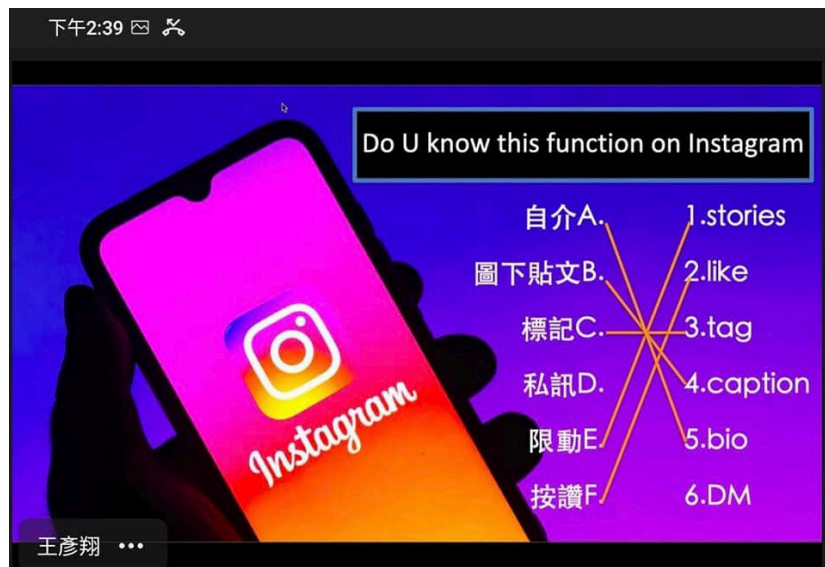 下午2:39
Do U know this function on Instagram
自介A. 1.stories
圖下貼文B. 2.like
標記C. 3.tag
私訊D. 4.caption
限動E. 5.bio
按讚F. 6.DM
Instagram
王彥翔